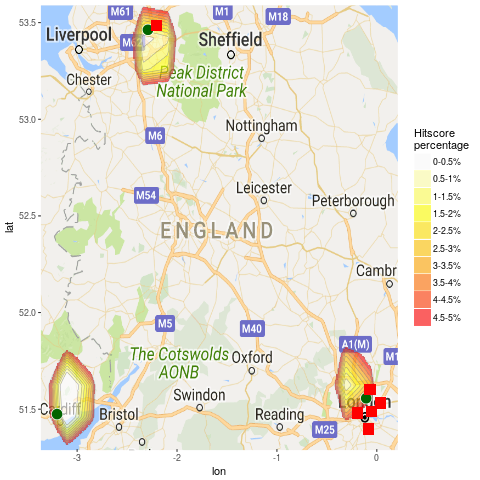 53.5
53.0
52.5
52.0
51.5
lat
-3
-2
-1
0
lon
M61
M1
M18
Liverpool
M62
Sheffield
Chester
Peak District
National Park
Nottingham
M6
M54
Leicester
Peterborough
ENGLAND
Cambr
M5
M40
A1(M)
M1
The Cotswolds
AONB
Oxford
Cardiff
Swindon
London
Bristol
Reading
M25
Hitscore
percentage
0-0.5%
0.5-1%
1-1.5%
1.5-2%
2-2.5%
2.5-3%
3-3.5%
3.5-4%
4-4.5%
4.5-5%